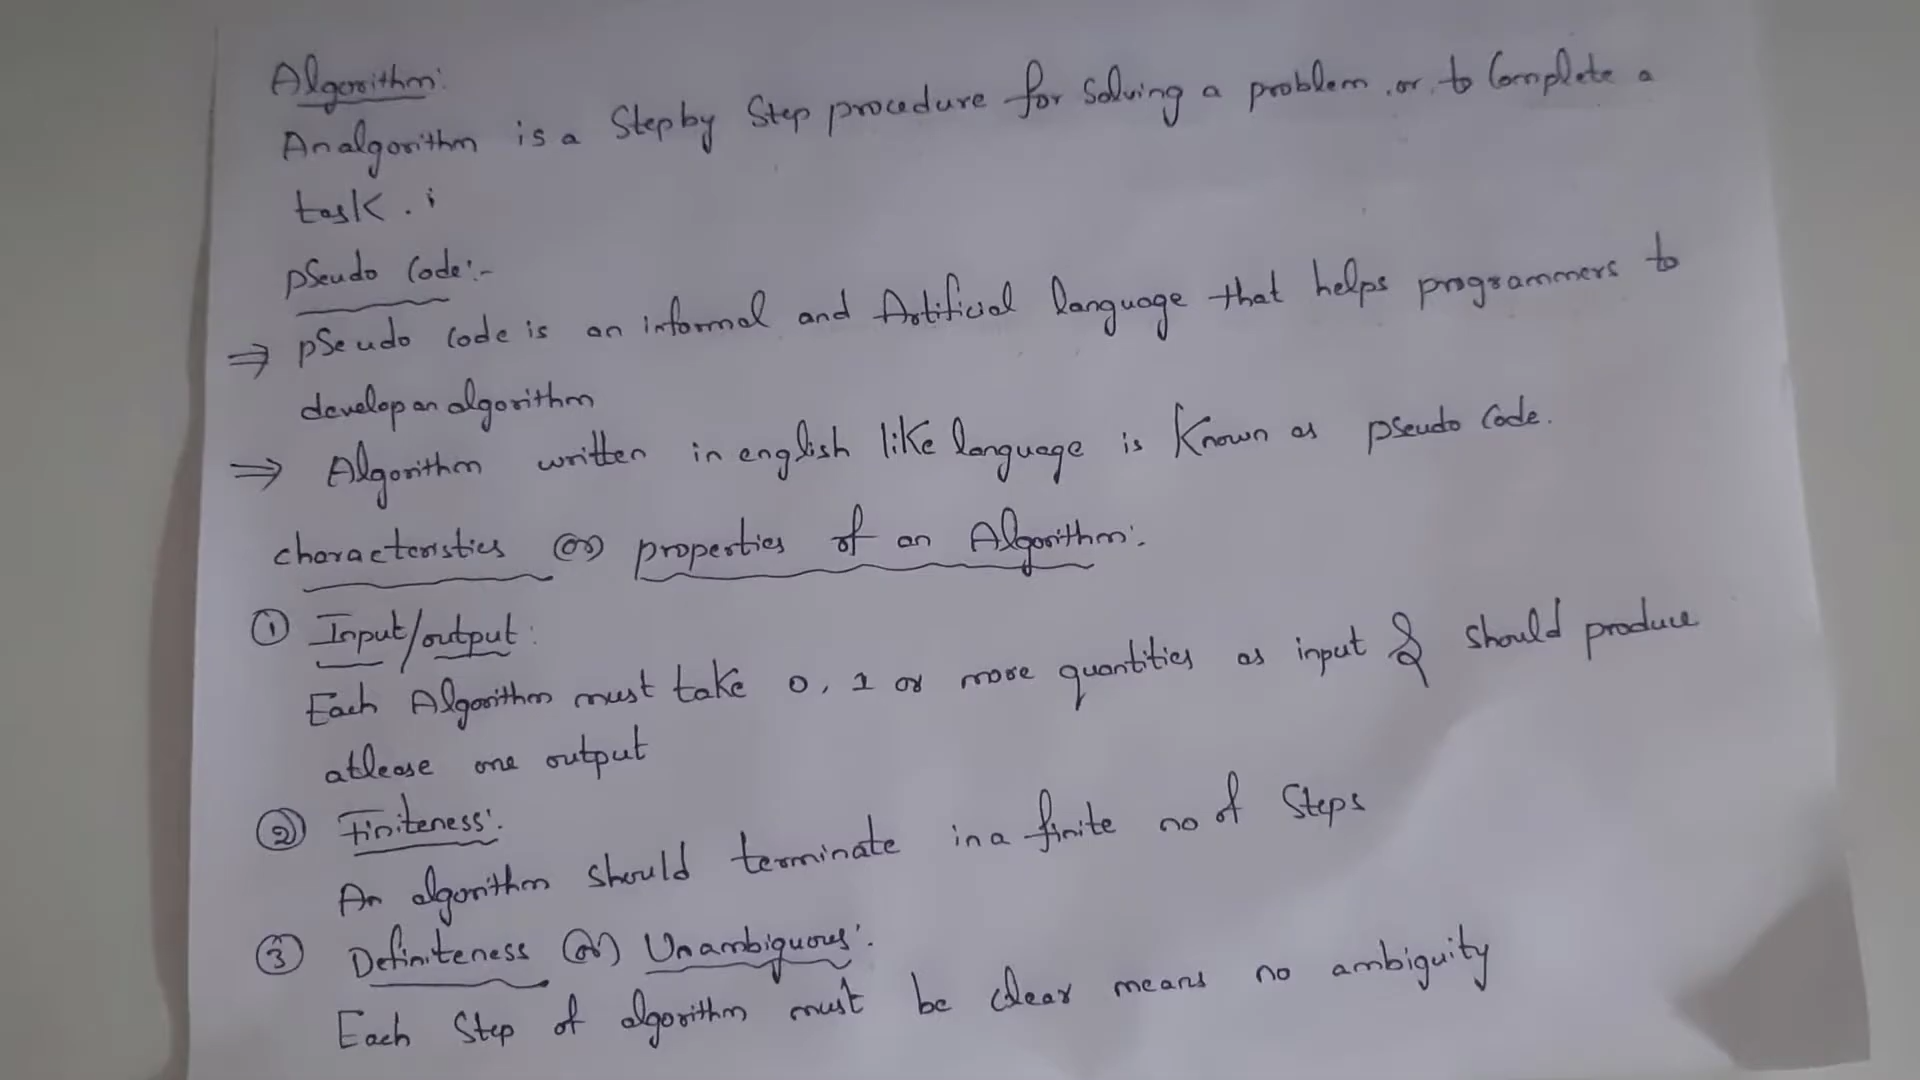 Algorithm:
An algorithm is a Step by Step procedure for Solving a problem .or. to Complete a
task.
pSeudo Code:-
⇒ pSeudo Code is an informal and Artificial language that helps programmers to
develop an algorithm
⇒ Algorithm written in english like language is Known as pseudo Code.
characteristics (or) properties of an Algorithm:
① Input/output:
Each Algorithm must take 0, 1 or more quantities as input & should produce
atlease one output
② Finiteness:
An algorithm should terminate in a finite no of Steps
③ Definiteness (or) Unambiguous:
Each Step of algorithm must be clear means no ambiguity